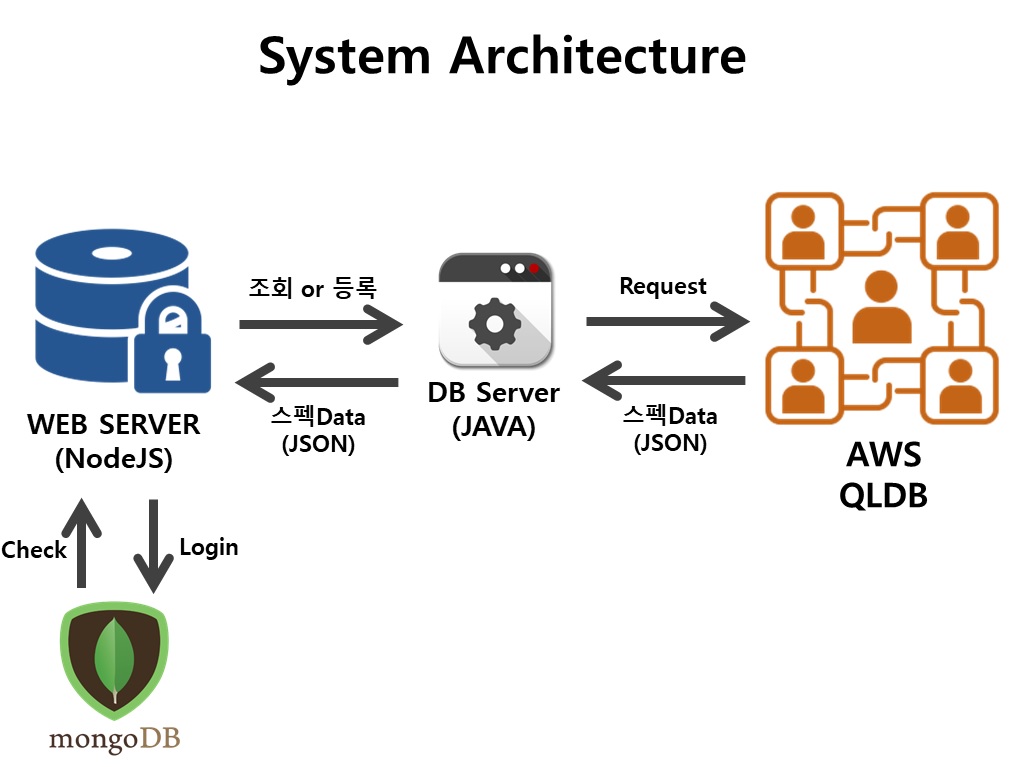 System Architecture
조회 or 등록
Request
스펙Data
(JSON)
DB Server
(JAVA)
스펙Data
(JSON)
WEB SERVER
(NodeJS)
AWS
QLDB
Check
Login
mongoDB